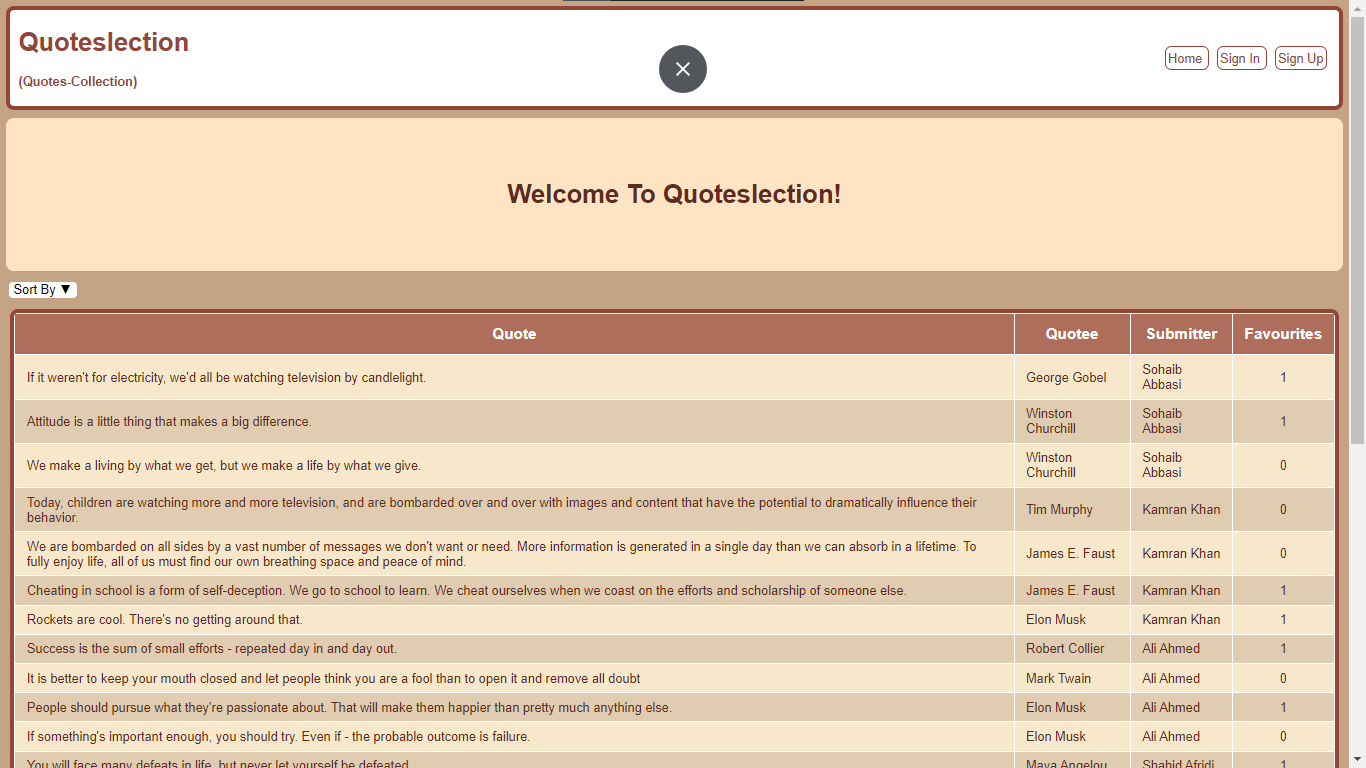 Quoteslection
(Quotes-Collection)
Home Sign In Sign Up
Welcome To Quoteslection!
Sort By ▼
Quote Quotee Submitter Favourites
If it weren't for electricity, we'd all be watching television by candlelight. George Gobel Sohaib Abbasi 1
Attitude is a little thing that makes a big difference. Winston Churchill Sohaib Abbasi 1
We make a living by what we get, but we make a life by what we give. Winston Churchill Sohaib Abbasi 0
Today, children are watching more and more television, and are bombarded over and over with images and content that have the potential to dramatically influence their
behavior. Tim Murphy Kamran Khan 0
We are bombarded on all sides by a vast number of messages we don't want or need. More information is generated in a single day than we can absorb in a lifetime. To
fully enjoy life, all of us must find our own breathing space and peace of mind. James E. Faust Kamran Khan 0
Cheating in school is a form of self-deception. We go to school to learn. We cheat ourselves when we coast on the efforts and scholarship of someone else. James E. Faust Kamran Khan 1
Rockets are cool. There's no getting around that. Elon Musk Kamran Khan 1
Success is the sum of small efforts - repeated day in and day out. Robert Collier Ali Ahmed 1
It is better to keep your mouth closed and let people think you are a fool than to open it and remove all doubt Mark Twain Ali Ahmed 0
People should pursue what they're passionate about. That will make them happier than pretty much anything else. Elon Musk Ali Ahmed 1
If something's important enough, you should try. Even if - the probable outcome is failure. Elon Musk Ali Ahmed 0
You will face many defeats in life, but never let yourself be defeated. Maya Angelou Shahid Afridi 1